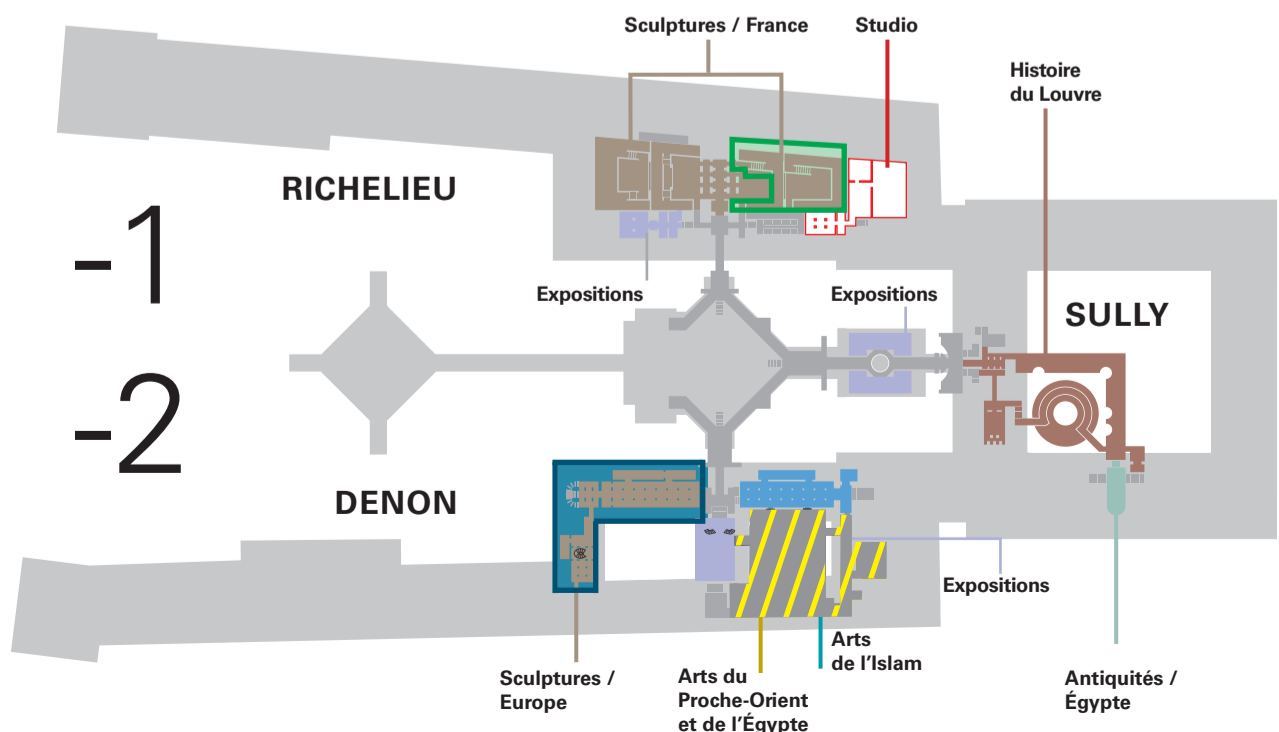 Sculptures / France
Studio
Histoire
du Louvre
RICHELIEU
-1
Expositions
Expositions
SULLY
-2
DENON
Expositions
Sculptures /
Europe
Arts du
Proche-Orient
et de l’Égypte
Arts
de l’Islam
Antiquités /
Égypte